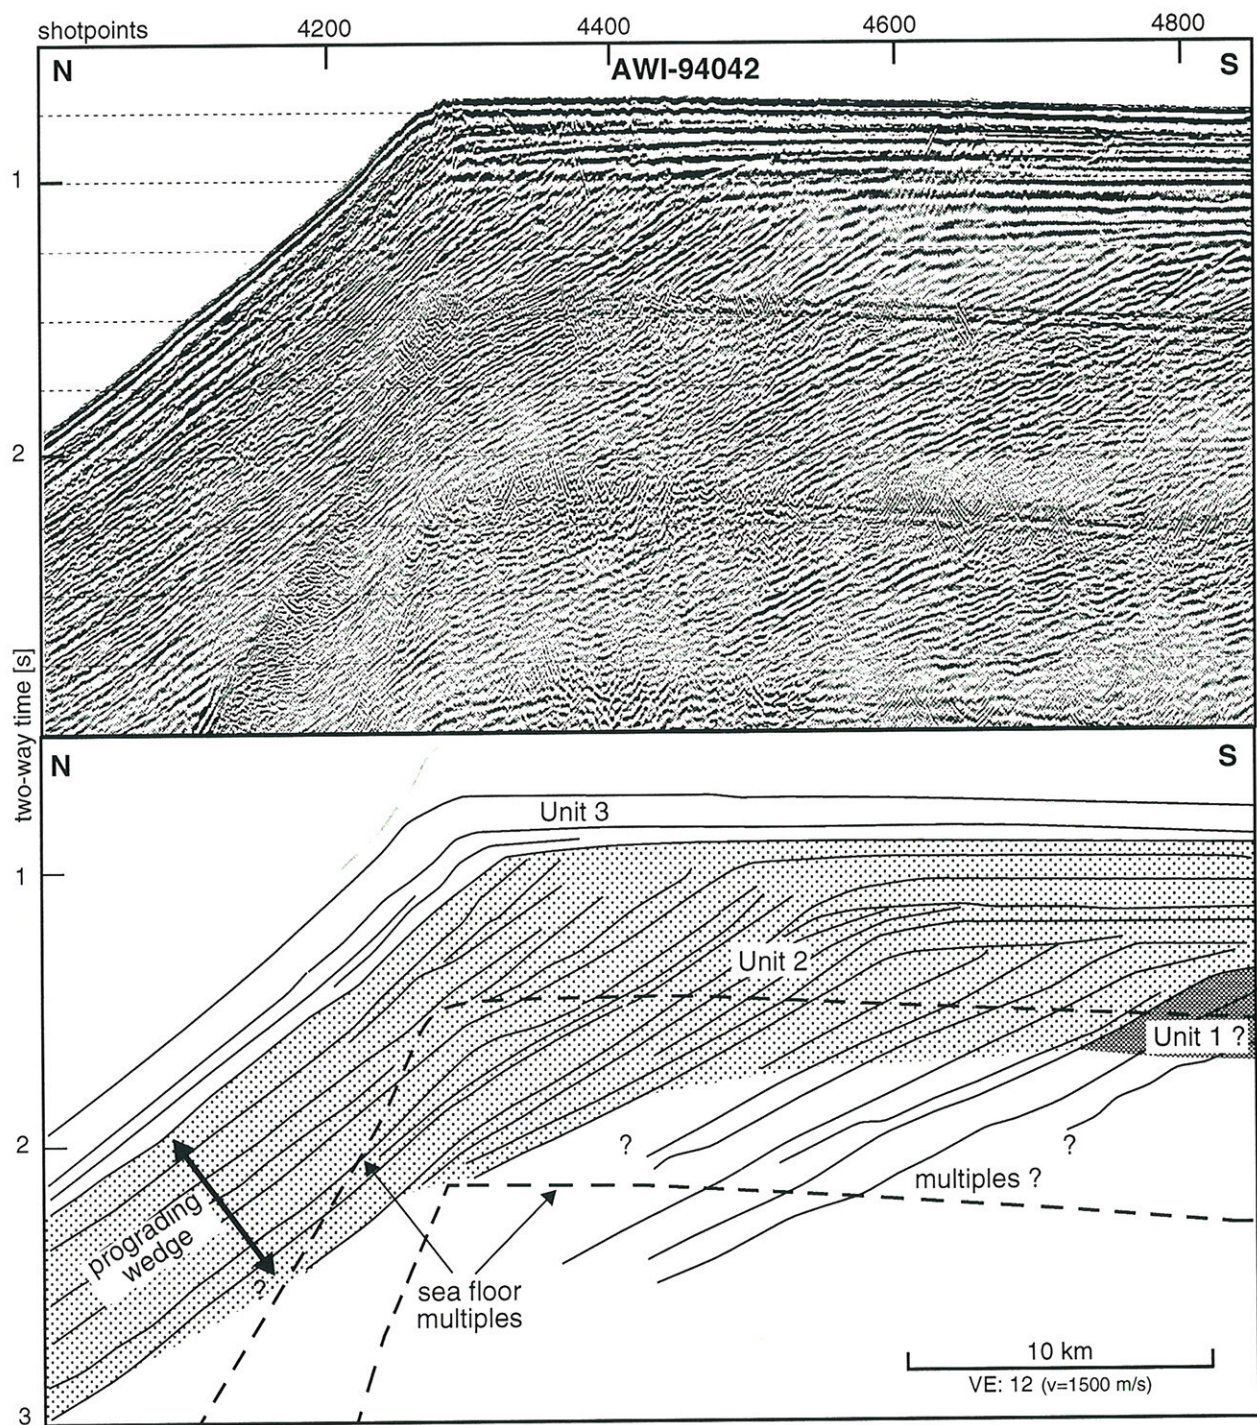 shotpoints 4200 4400 4600 4800
N AWI-94042 S
1
2
two-way time [s]
N S
Unit 3
1
Unit 2
Unit 1 ?
2
?
?
multiples ?
prograding
wedge
?
sea floor
multiples
10 km
VE: 12 (v=1500 m/s)
3